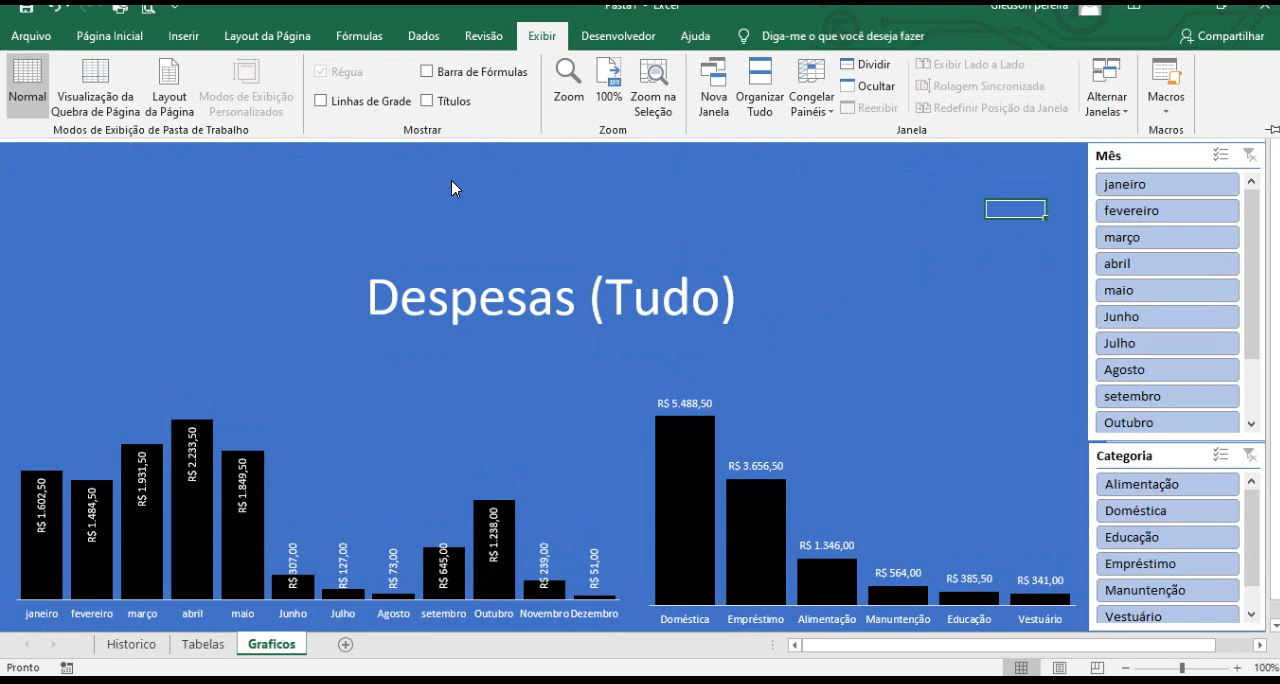 Pasta1 - Excel
Gledson pereira
Arquivo Página Inicial Inserir Layout da Página Fórmulas Dados Revisão Exibir Desenvolvedor Ajuda Diga-me o que você deseja fazer Compartilhar
Normal
Visualização da Quebra de Página
Layout da Página
Modos de Exibição Personalizados
Modos de Exibição de Pasta de Trabalho
Régua
Barra de Fórmulas
Linhas de Grade
Títulos
Mostrar
Zoom
100%
Zoom na Seleção
Zoom
Nova Janela
Organizar Tudo
Congelar Painéis
Dividir
Ocultar
Reexibir
Exibir Lado a Lado
Rolagem Sincronizada
Redefinir Posição da Janela
Alternar Janelas
Janela
Macros
Macros
Despesas (Tudo)
R$ 1.602,50
R$ 1.484,50
R$ 1.931,50
R$ 2.233,50
R$ 1.849,50
R$ 307,00
R$ 127,00
R$ 73,00
R$ 645,00
R$ 1.238,00
R$ 239,00
R$ 51,00
janeiro fevereiro março abril maio Junho Julho Agosto setembro Outubro Novembro Dezembro
R$ 5.488,50
R$ 3.656,50
R$ 1.346,00
R$ 564,00
R$ 385,50
R$ 341,00
Doméstica Empréstimo Alimentação Manuntenção Educação Vestuário
Mês
janeiro
fevereiro
março
abril
maio
Junho
Julho
Agosto
setembro
Outubro
Categoria
Alimentação
Doméstica
Educação
Empréstimo
Manuntenção
Vestuário
Historico Tabelas Graficos
Pronto
100%